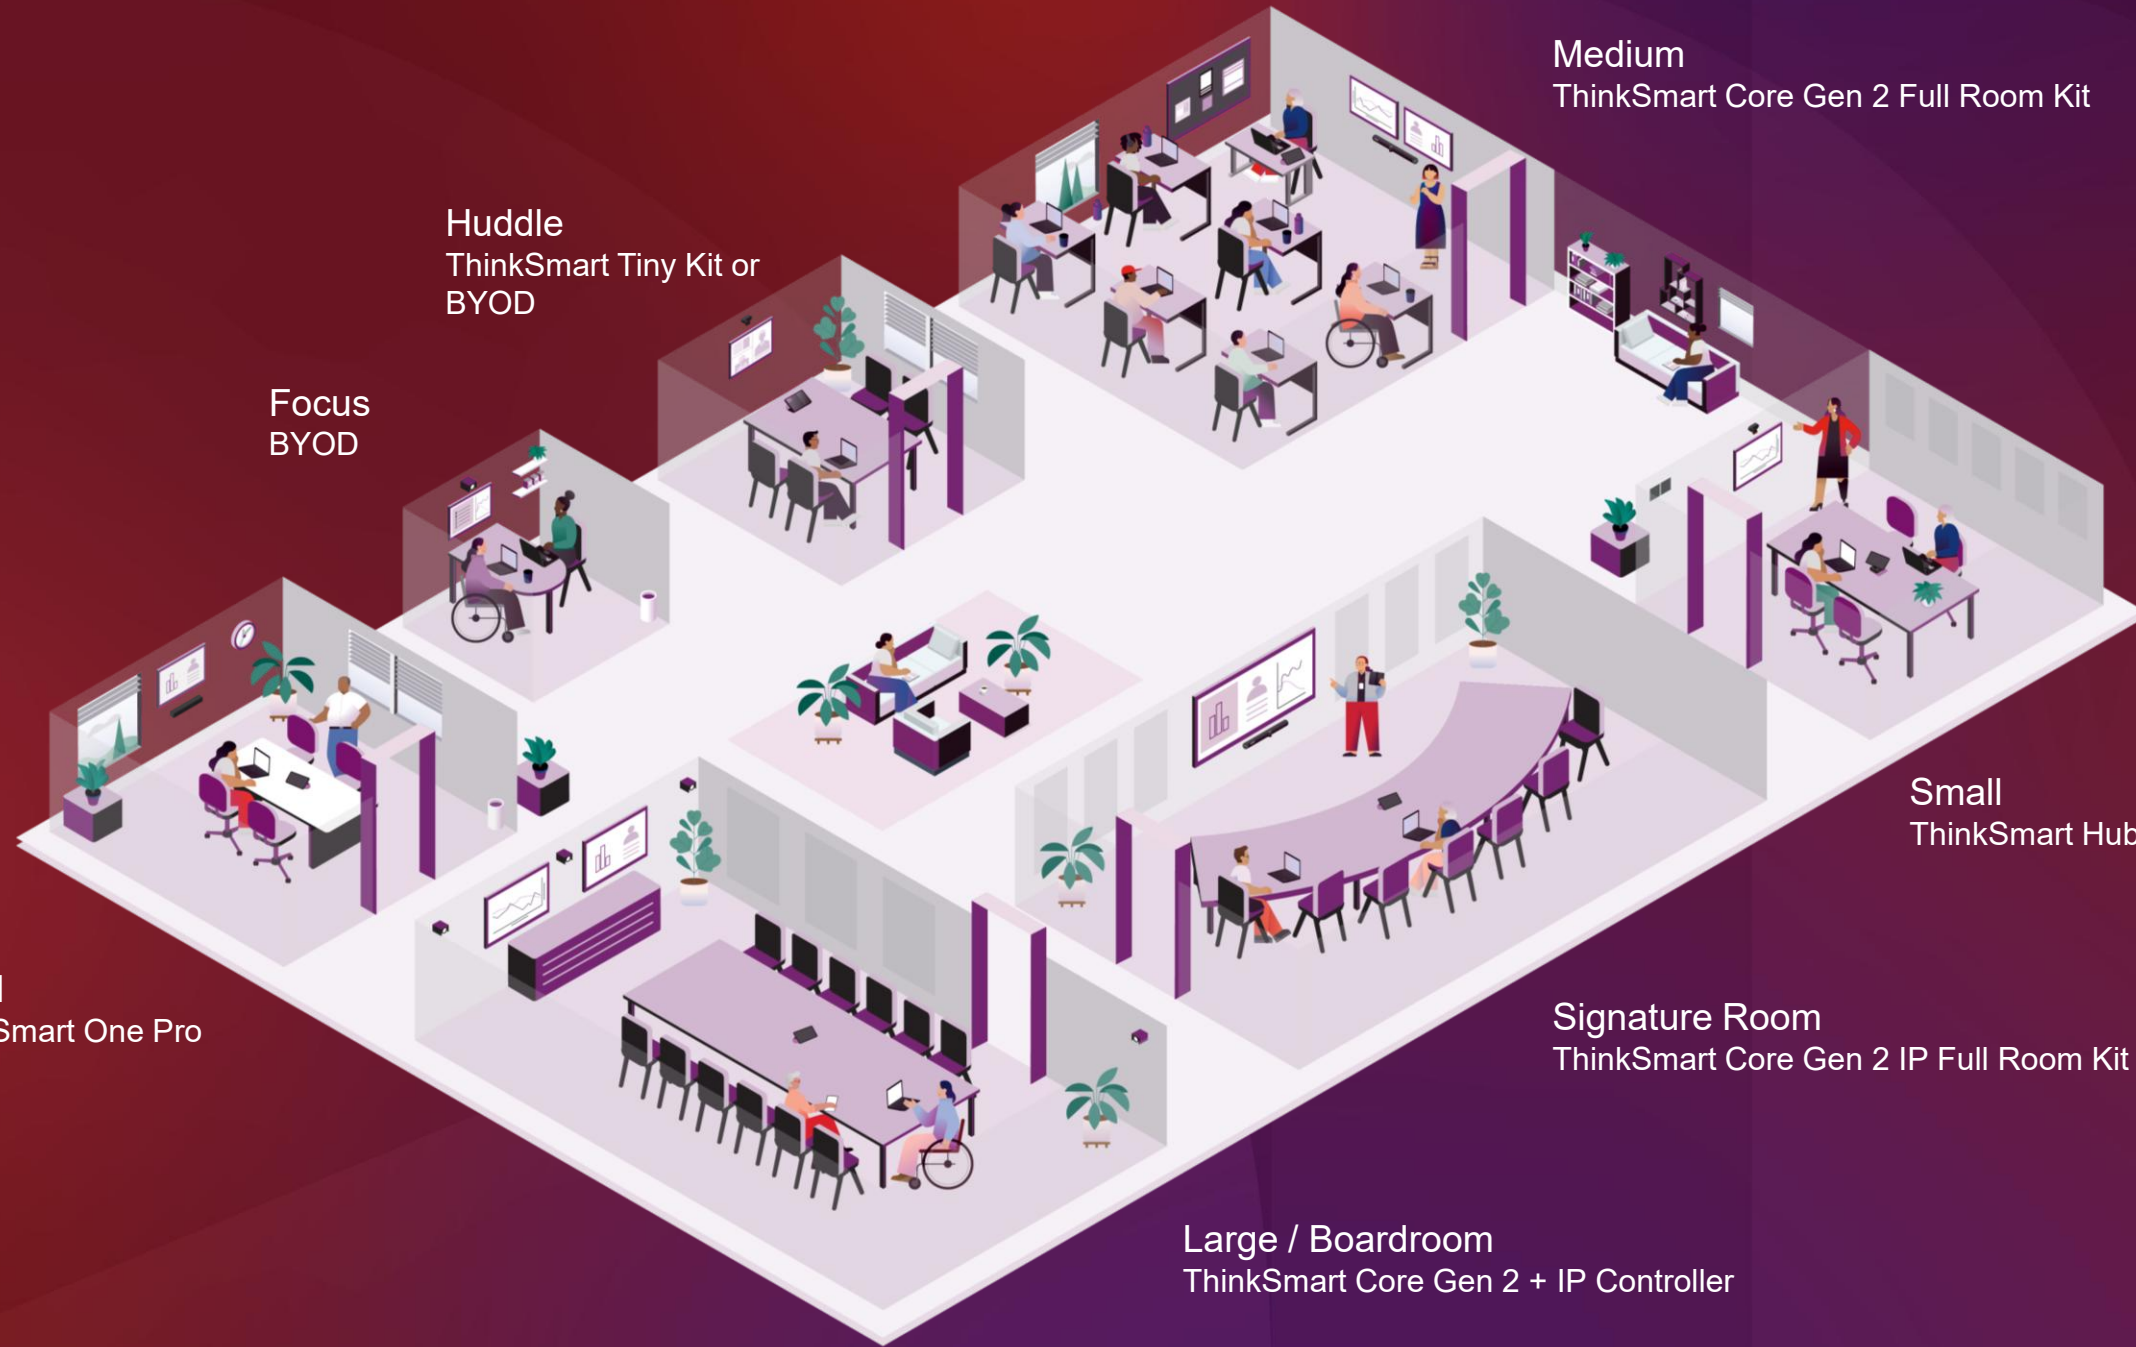 Medium
ThinkSmart Core Gen 2 Full Room Kit
Huddle
ThinkSmart Tiny Kit or
BYOD
Focus
BYOD
Small
ThinkSmart Hub
Smart One Pro
Signature Room
ThinkSmart Core Gen 2 IP Full Room Kit
Large / Boardroom
ThinkSmart Core Gen 2 + IP Controller